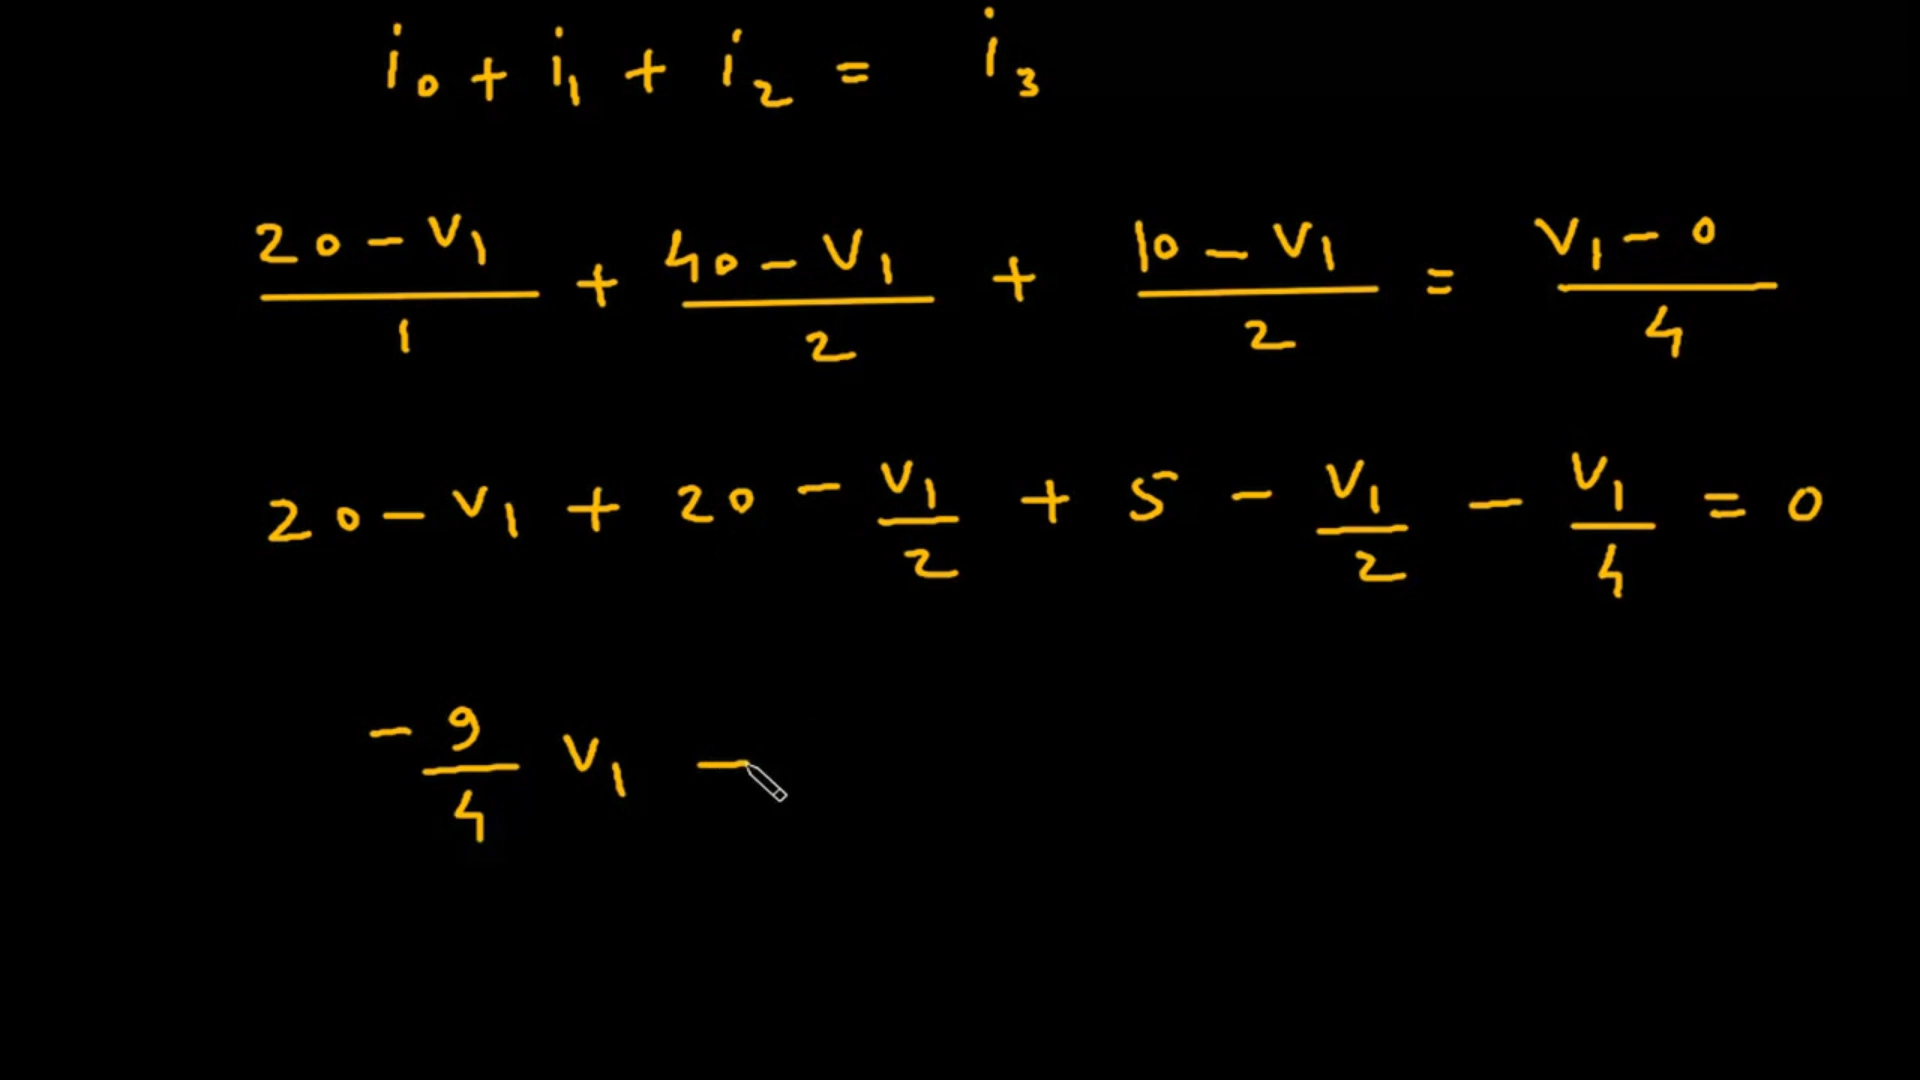 i₀ + i₁ + i₂ = i₃
(20 - V₁)/1 + (40 - V₁)/2 + (10 - V₁)/2 = (V₁ - 0)/4
20 - V₁ + 20 - V₁/2 + 5 - V₁/2 - V₁/4 = 0
- 9/4 V₁ -